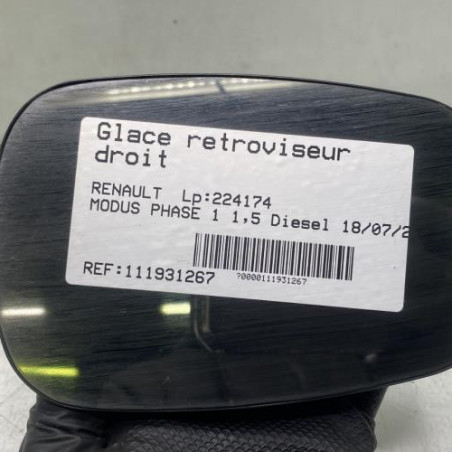 Glace retroviseur
droit
RENAULT Lp:224174
MODUS PHASE 1 1,5 Diesel 18/07/2
REF:111931267
?0000111931267